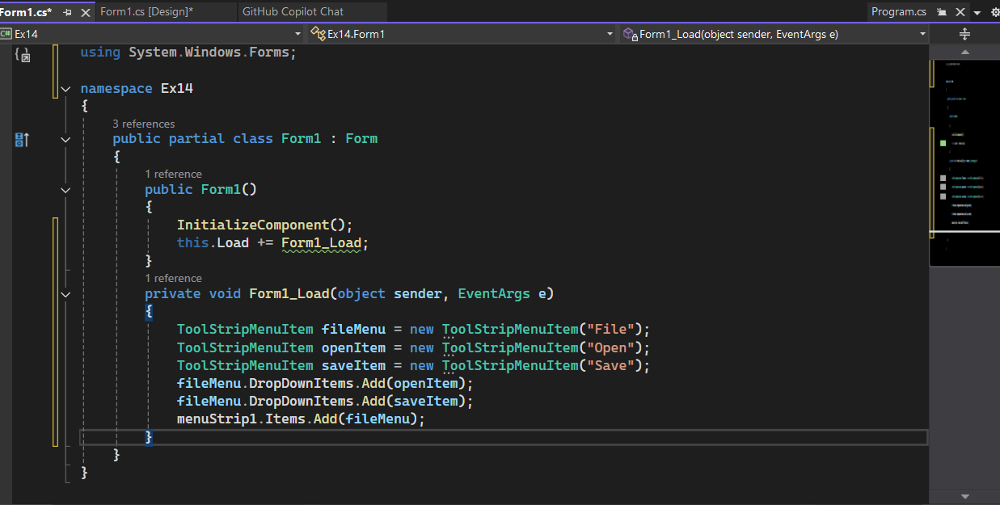 Form1.cs*
Form1.cs [Design]*
GitHub Copilot Chat
Program.cs
C# Ex14
Ex14.Form1
Form1_Load(object sender, EventArgs e)
using System.Windows.Forms;
namespace Ex14
{
3 references
public partial class Form1 : Form
{
1 reference
public Form1()
{
InitializeComponent();
this.Load += Form1_Load;
}
1 reference
private void Form1_Load(object sender, EventArgs e)
{
ToolStripMenuItem fileMenu = new ToolStripMenuItem("File");
ToolStripMenuItem openItem = new ToolStripMenuItem("Open");
ToolStripMenuItem saveItem = new ToolStripMenuItem("Save");
fileMenu.DropDownItems.Add(openItem);
fileMenu.DropDownItems.Add(saveItem);
menuStrip1.Items.Add(fileMenu);
}
}
}